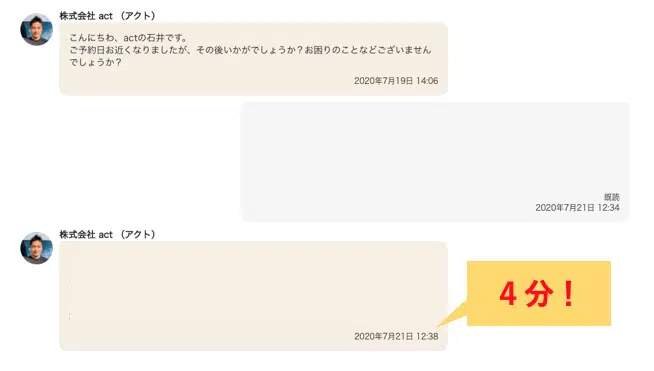 株式会社 act （アクト）
こんにちわ、actの石井です。
ご予約日お近くなりましたが、その後いかがでしょうか？お困りのことなどございません
でしょうか？
2020年7月19日 14:06
既読
2020年7月21日 12:34
株式会社 act （アクト）
2020年7月21日 12:38
4分！